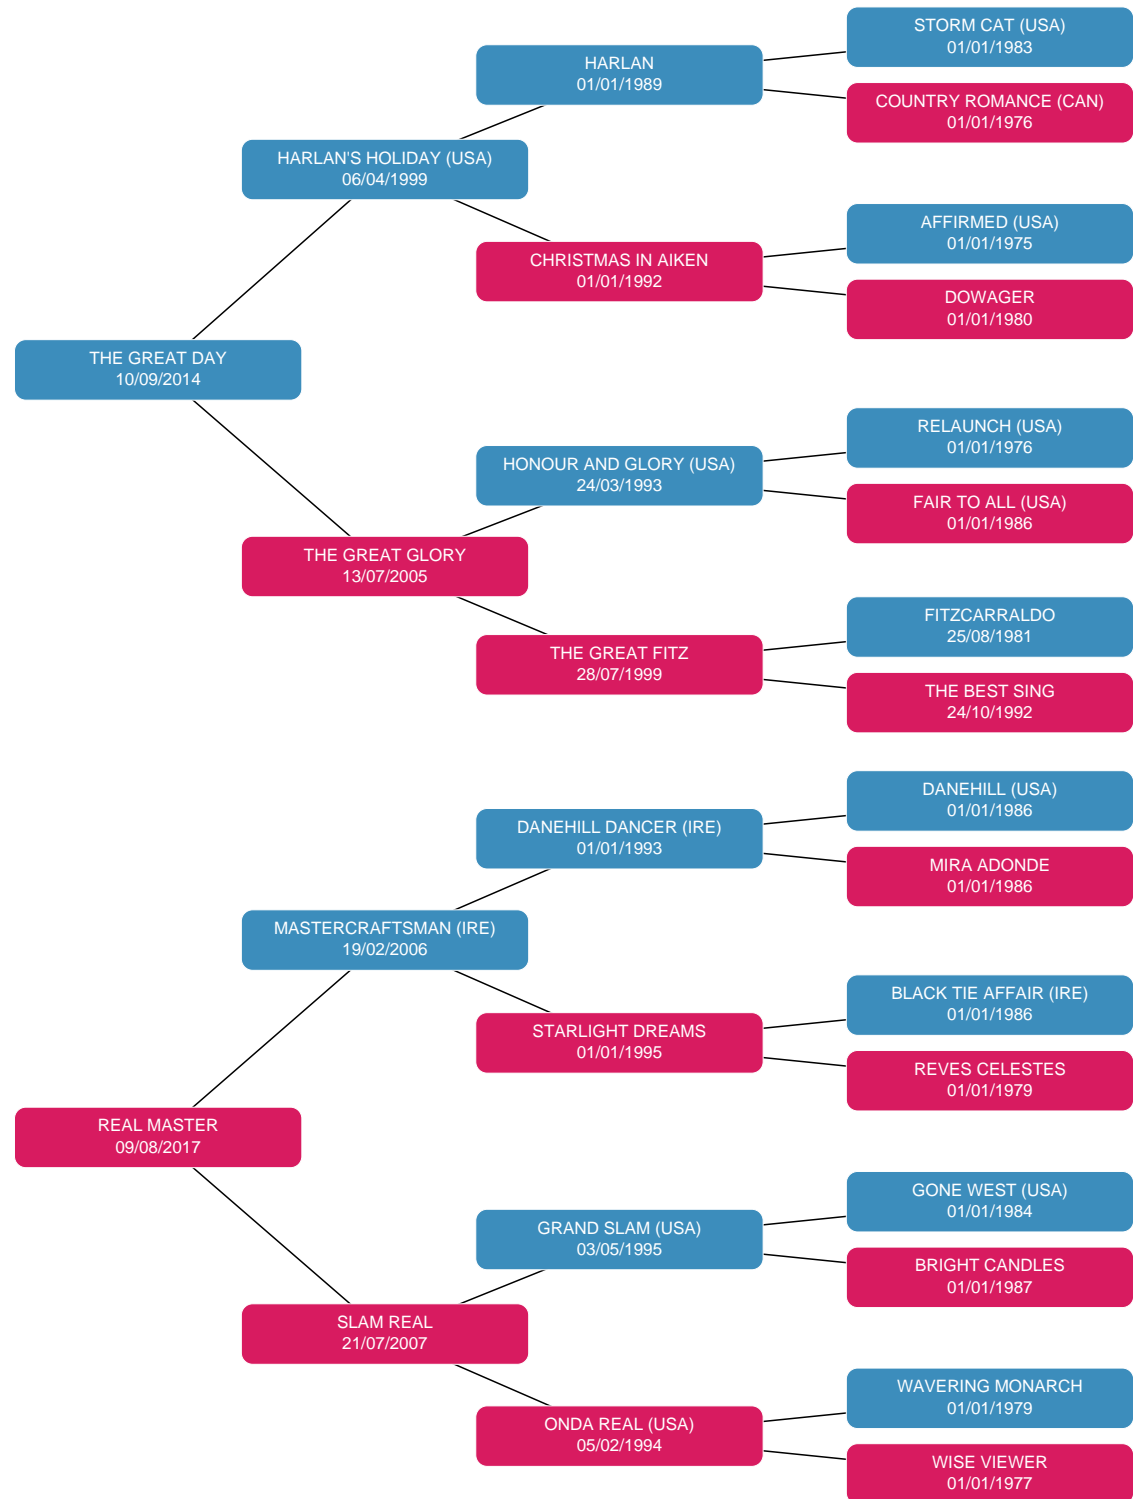 STORM CAT (USA)
01/01/1983
HARLAN
01/01/1989
COUNTRY ROMANCE (CAN)
01/01/1976
HARLAN'S HOLIDAY (USA)
06/04/1999
AFFIRMED (USA)
01/01/1975
CHRISTMAS IN AIKEN
01/01/1992
DOWAGER
01/01/1980
THE GREAT DAY
10/09/2014
RELAUNCH (USA)
01/01/1976
HONOUR AND GLORY (USA)
24/03/1993
FAIR TO ALL (USA)
01/01/1986
THE GREAT GLORY
13/07/2005
FITZCARRALDO
25/08/1981
THE GREAT FITZ
28/07/1999
THE BEST SING
24/10/1992
DANEHILL (USA)
01/01/1986
DANEHILL DANCER (IRE)
01/01/1993
MIRA ADONDE
01/01/1986
MASTERCRAFTSMAN (IRE)
19/02/2006
BLACK TIE AFFAIR (IRE)
01/01/1986
STARLIGHT DREAMS
01/01/1995
REVES CELESTES
01/01/1979
REAL MASTER
09/08/2017
GONE WEST (USA)
01/01/1984
GRAND SLAM (USA)
03/05/1995
BRIGHT CANDLES
01/01/1987
SLAM REAL
21/07/2007
WAVERING MONARCH
01/01/1979
ONDA REAL (USA)
05/02/1994
WISE VIEWER
01/01/1977